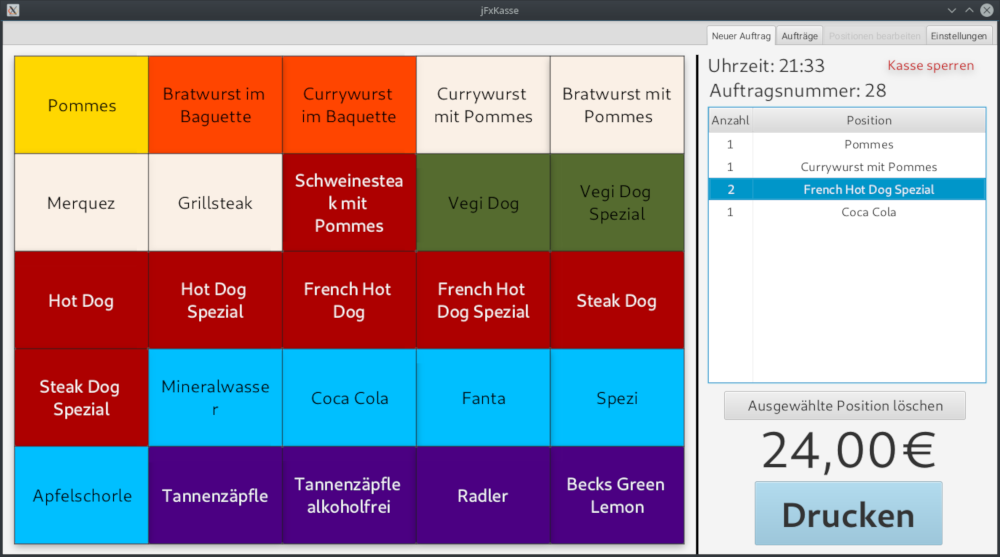 jFxKasse
Neuer Auftrag Aufträge Positionen bearbeiten Einstellungen
Pommes
Bratwurst im
Baguette
Currywurst
im Baquette
Currywurst
mit Pommes
Bratwurst mit
Pommes
Merquez
Grillsteak
Schweinestea
k mit
Pommes
Vegi Dog
Vegi Dog
Spezial
Hot Dog
Hot Dog
Spezial
French Hot
Dog
French Hot
Dog Spezial
Steak Dog
Steak Dog
Spezial
Mineralwasse
r
Coca Cola
Fanta
Spezi
Apfelschorle
Tannenzäpfle
Tannenzäpfle
alkoholfrei
Radler
Becks Green
Lemon
Uhrzeit: 21:33 Kasse sperren
Auftragsnummer: 28
Anzahl Position
1 Pommes
1 Currywurst mit Pommes
2 French Hot Dog Spezial
1 Coca Cola
Ausgewählte Position löschen
24,00€
Drucken